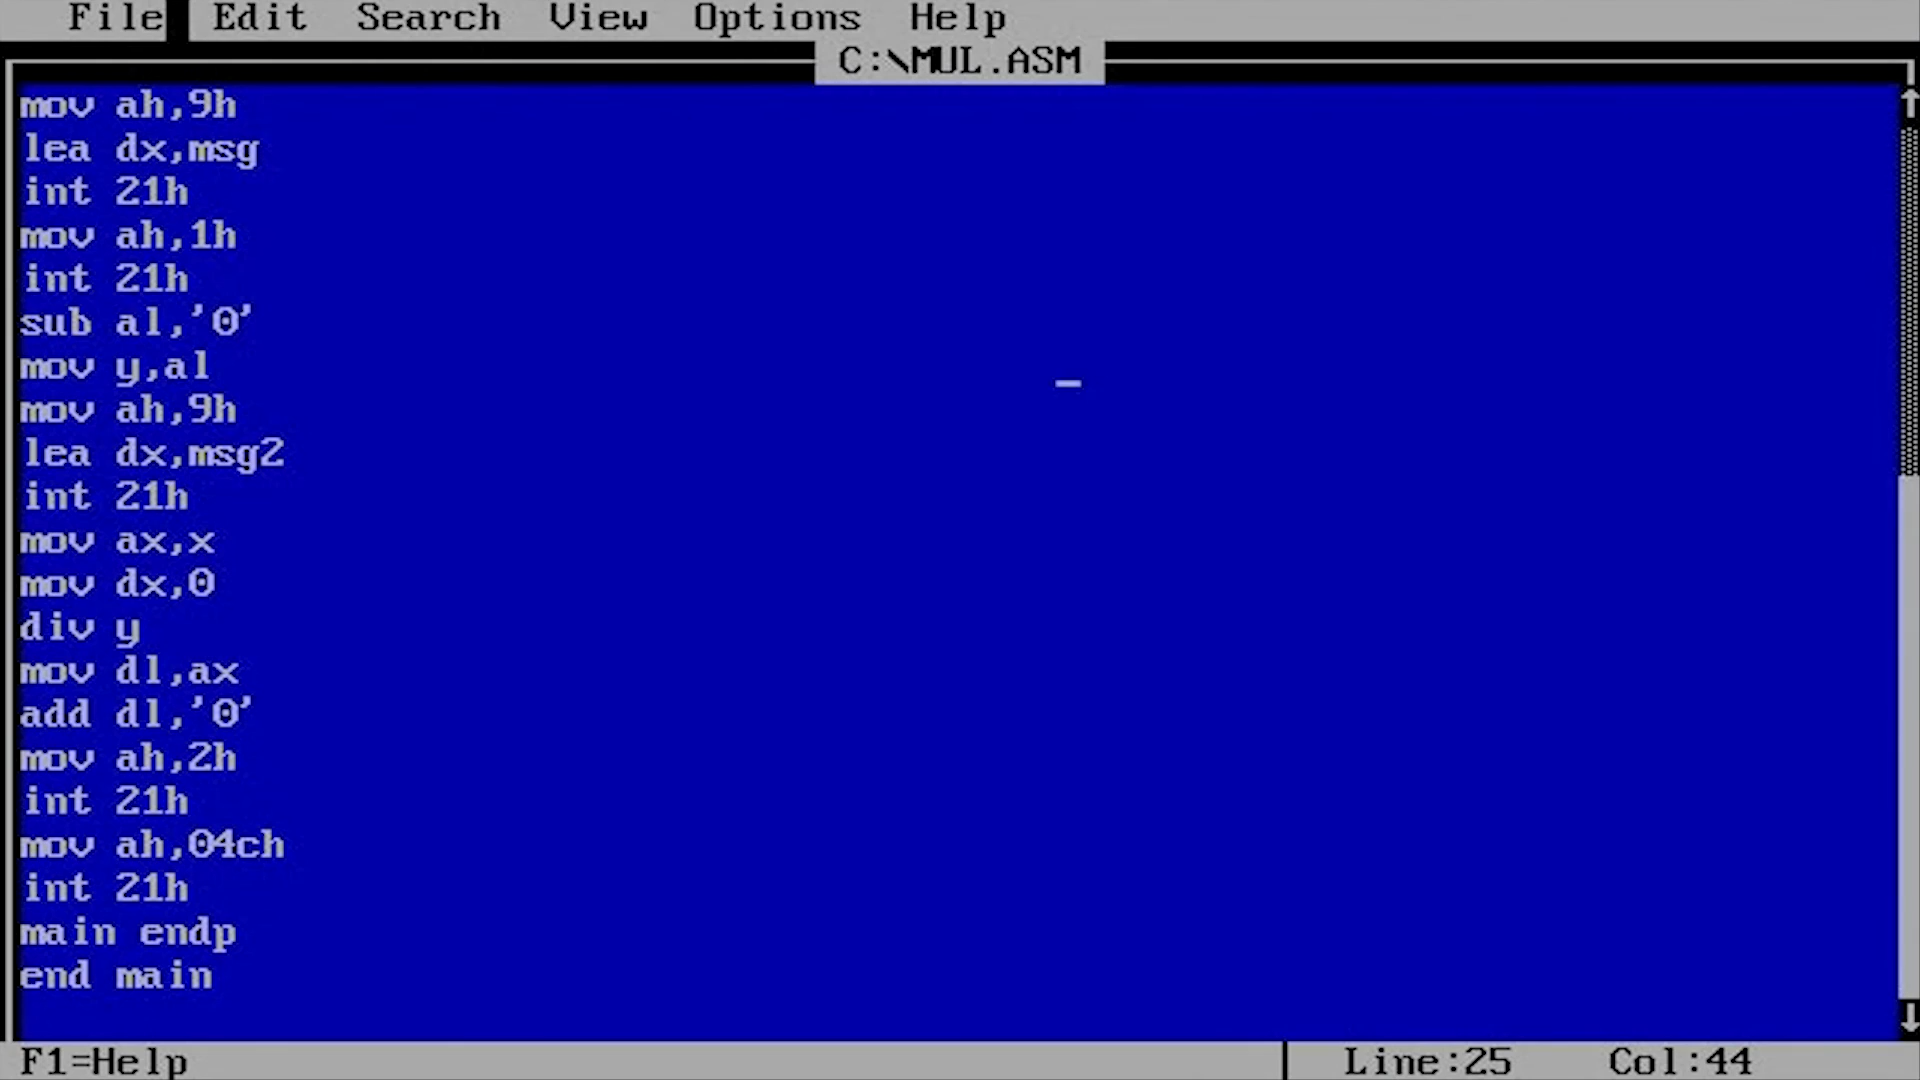 File Edit Search View Options Help
C:\MUL.ASM
mov ah,9h
lea dx,msg
int 21h
mov ah,1h
int 21h
sub al,'0'
mov y,al
mov ah,9h
lea dx,msg2
int 21h
mov ax,x
mov dx,0
div y
mov dl,ax
add dl,'0'
mov ah,2h
int 21h
mov ah,04ch
int 21h
main endp
end main
F1=Help Line:25 Col:44